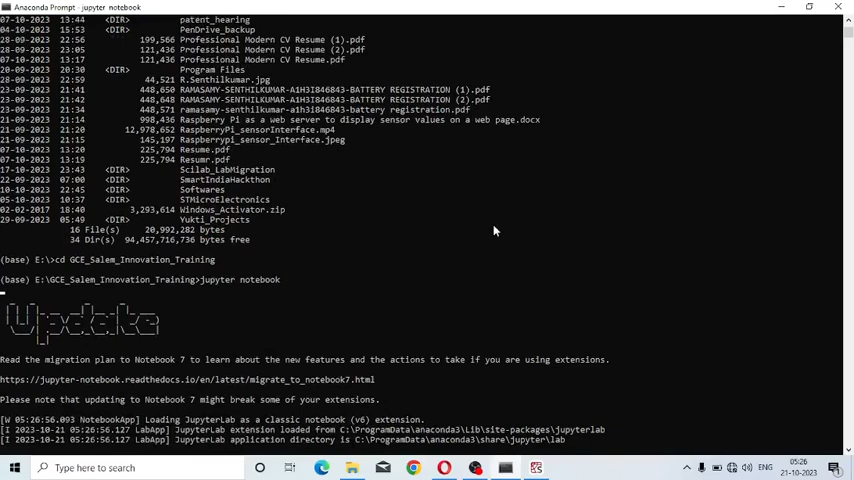 Anaconda Prompt - jupyter notebook
07-10-2023  13:44    <DIR>          patent_hearing
04-10-2023  15:53    <DIR>          PenDrive_backup
28-09-2023  22:56           199,566 Professional Modern CV Resume (1).pdf
28-09-2023  23:05           121,436 Professional Modern CV Resume (2).pdf
07-10-2023  13:17           121,436 Professional Modern CV Resume.pdf
20-09-2023  20:30    <DIR>          Program Files
28-09-2023  22:59            44,521 R.Senthilkumar.jpg
23-09-2023  21:41           448,650 RAMASAMY-SENTHILKUMAR-A1H3I846843-BATTERY REGISTRATION (1).pdf
23-09-2023  21:42           448,648 RAMASAMY-SENTHILKUMAR-A1H3I846843-BATTERY REGISTRATION (2).pdf
23-09-2023  21:34           448,571 ramasamy-senthilkumar-a1h3i846843-battery registration.pdf
21-09-2023  21:14           998,436 Raspberry Pi as a web server to display sensor values on a web page.docx
21-09-2023  21:20        12,978,652 RaspberryPi_sensorInterface.mp4
21-09-2023  21:15           145,197 Raspberrypi_sensor_Interface.jpeg
07-10-2023  13:20           225,794 Resume.pdf
07-10-2023  13:19           225,794 Resumr.pdf
17-10-2023  23:43    <DIR>          Scilab_LabMigration
22-09-2023  07:00    <DIR>          SmartIndiaHackthon
10-10-2023  22:45    <DIR>          Softwares
05-10-2023  10:37    <DIR>          STMicroElectronics
02-02-2017  18:40         3,293,614 Windows_Activator.zip
29-09-2023  05:49    <DIR>          Yukti_Projects
16 File(s)     20,992,282 bytes
34 Dir(s)  94,457,716,736 bytes free
(base) E:\>cd GCE_Salem_Innovation_Training
(base) E:\GCE_Salem_Innovation_Training>jupyter notebook
Update
Read the migration plan to Notebook 7 to learn about the new features and the actions to take if you are using extensions.
https://jupyter-notebook.readthedocs.io/en/latest/migrate_to_notebook7.html
Please note that updating to Notebook 7 might break some of your extensions.
[W 05:26:56.093 NotebookApp] Loading JupyterLab as a classic notebook (v6) extension.
[I 2023-10-21 05:26:56.127 LabApp] JupyterLab extension loaded from C:\ProgramData\anaconda3\Lib\site-packages\jupyterlab
[I 2023-10-21 05:26:56.127 LabApp] JupyterLab application directory is C:\ProgramData\anaconda3\share\jupyter\lab
Type here to search
ENG
05:26
21-10-2023